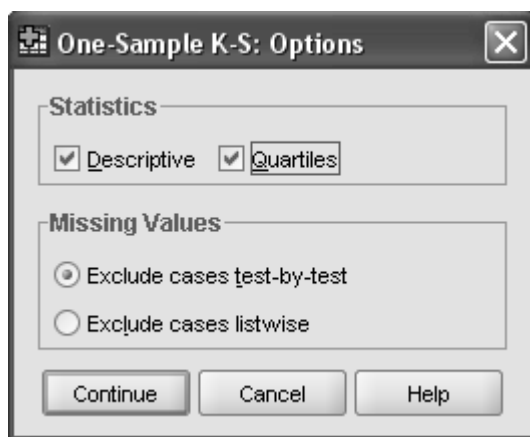 One-Sample K-S: Options
Statistics
Descriptive Quartiles
Missing Values
Exclude cases test-by-test
Exclude cases listwise
Continue Cancel Help